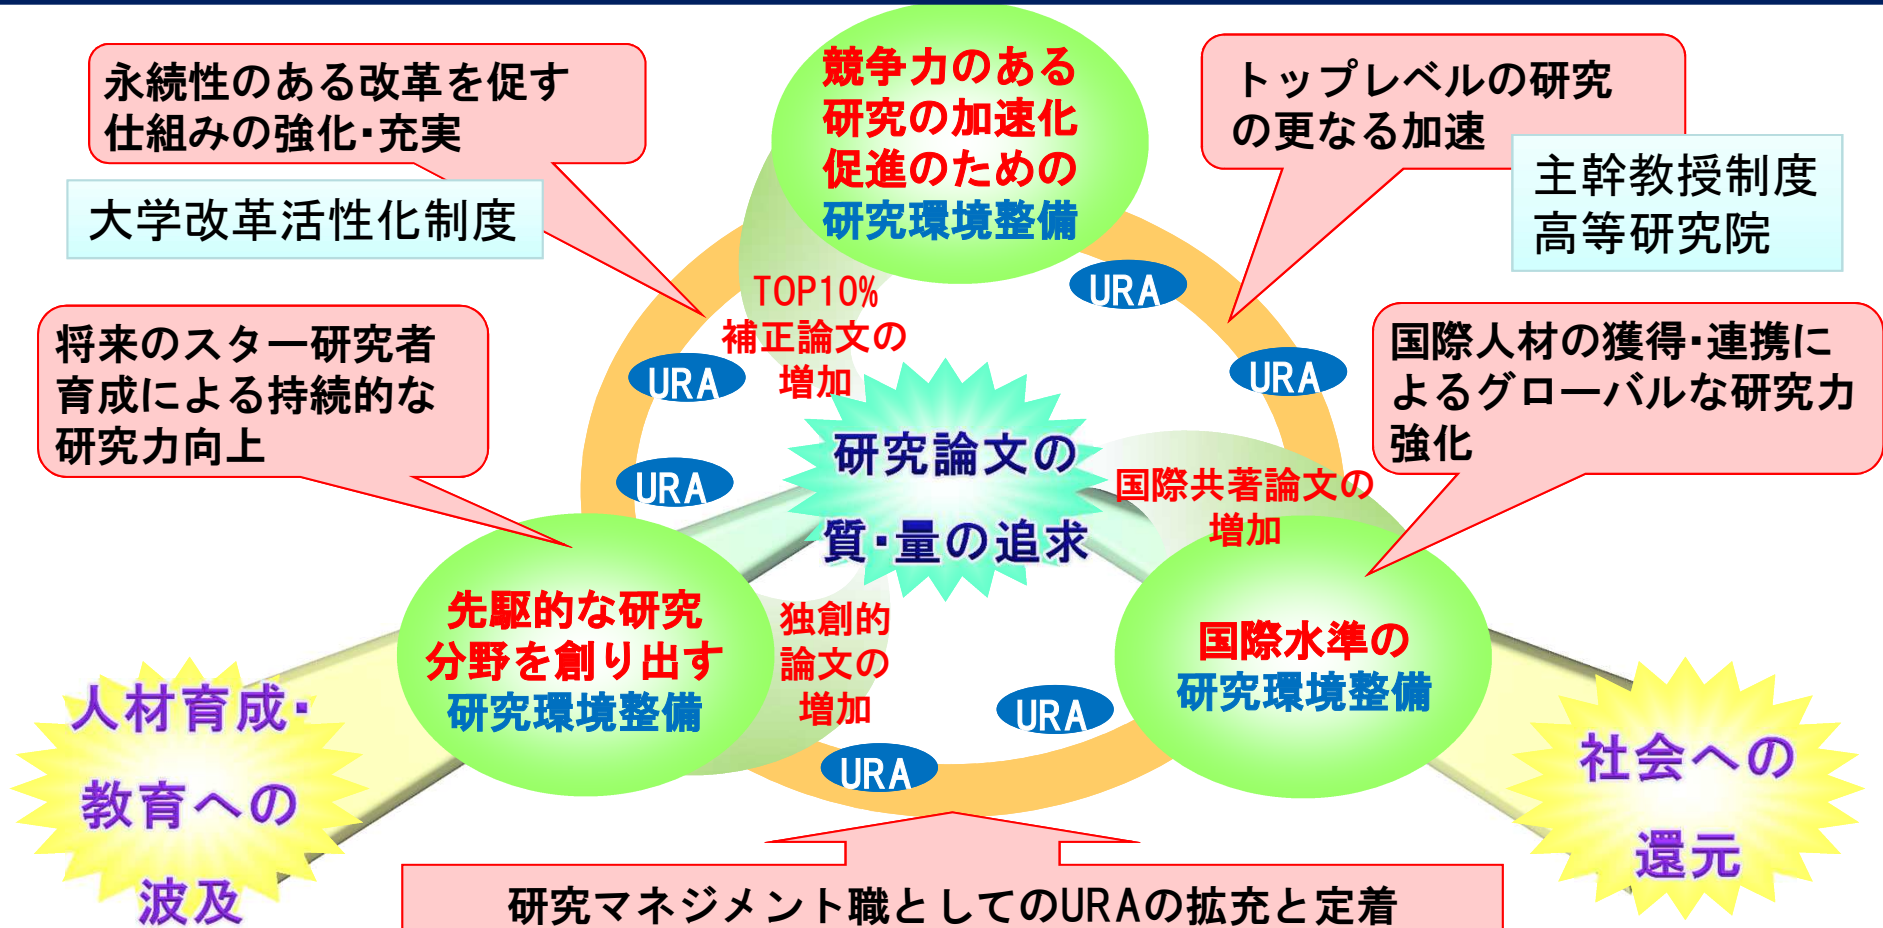 永続性のある改革を促す
仕組みの強化・充実
大学改革活性化制度
競争力のある
研究の加速化
促進のための
研究環境整備
トップレベルの研究
の更なる加速
主幹教授制度
高等研究院
将来のスター研究者
育成による持続的な
研究力向上
TOP10%
補正論文の
増加
URA
URA
URA
URA
国際人材の獲得・連携に
よるグローバルな研究力
強化
研究論文の
質・量の追求
国際共著論文の
増加
先駆的な研究
分野を創り出す
研究環境整備
独創的
論文の
増加
国際水準の
研究環境整備
URA
URA
人材育成・
教育への
波及
社会への
還元
研究マネジメント職としてのURAの拡充と定着